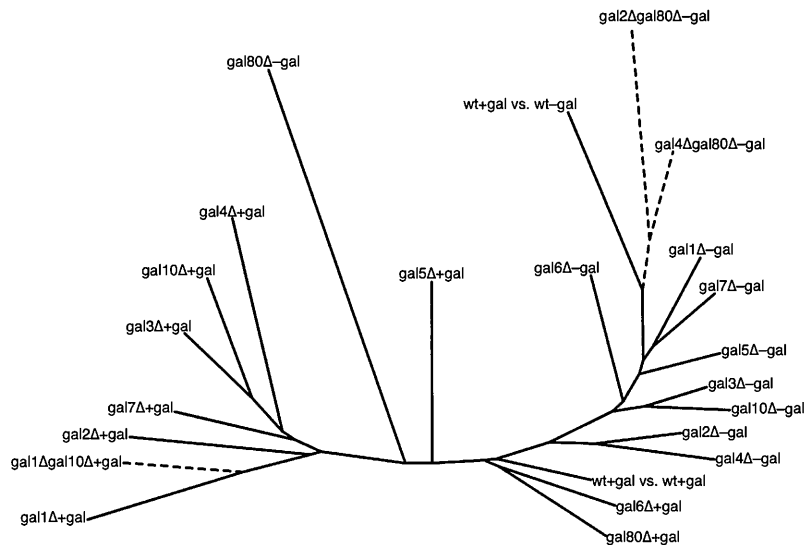 gal2Δgal80Δ–gal
gal80Δ–gal
wt+gal vs. wt–gal
gal4Δgal80Δ–gal
gal4Δ+gal
gal1Δ–gal
gal10Δ+gal
gal5Δ+gal
gal6Δ–gal
gal7Δ–gal
gal3Δ+gal
gal5Δ–gal
gal3Δ–gal
gal7Δ+gal
gal10Δ–gal
gal2Δ+gal
gal2Δ–gal
gal1Δgal10Δ+gal
gal4Δ–gal
wt+gal vs. wt+gal
gal6Δ+gal
gal1Δ+gal
gal80Δ+gal